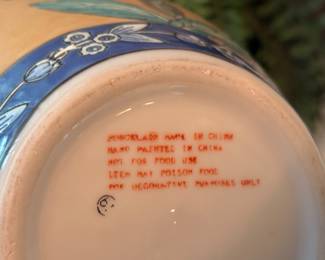 PORCELAIN MADE IN CHINA
HAND PAINTED IN CHINA
NOT FOR FOOD USE
ITEM MAY POISON FOOD
FOR DECORATIVE PURPOSES ONLY